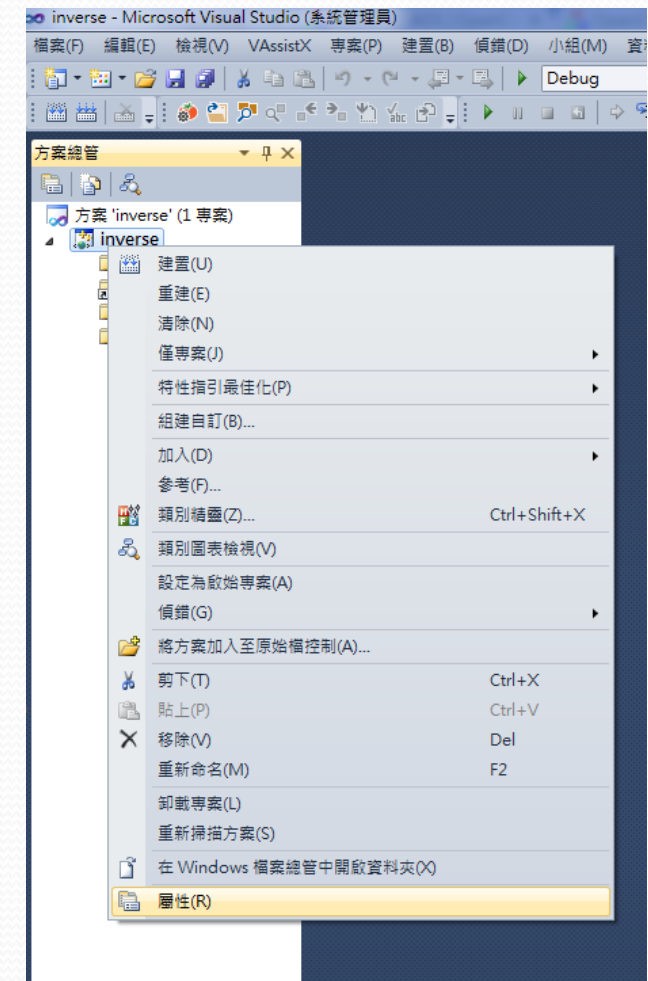 inverse - Microsoft Visual Studio (系統管理員)
檔案(F) 編輯(E) 檢視(V) VAssistX 專案(P) 建置(B) 偵錯(D) 小組(M) 資
Debug
方案總管
方案 'inverse' (1 專案)
inverse
建置(U)
重建(E)
清除(N)
僅專案(J)
特性指引最佳化(P)
組建自訂(B)...
加入(D)
參考(F)...
類別精靈(Z)... Ctrl+Shift+X
類別圖表檢視(V)
設定為啟始專案(A)
偵錯(G)
將方案加入至原始檔控制(A)...
剪下(T) Ctrl+X
貼上(P) Ctrl+V
移除(V) Del
重新命名(M) F2
卸載專案(L)
重新掃描方案(S)
在 Windows 檔案總管中開啟資料夾(X)
屬性(R)